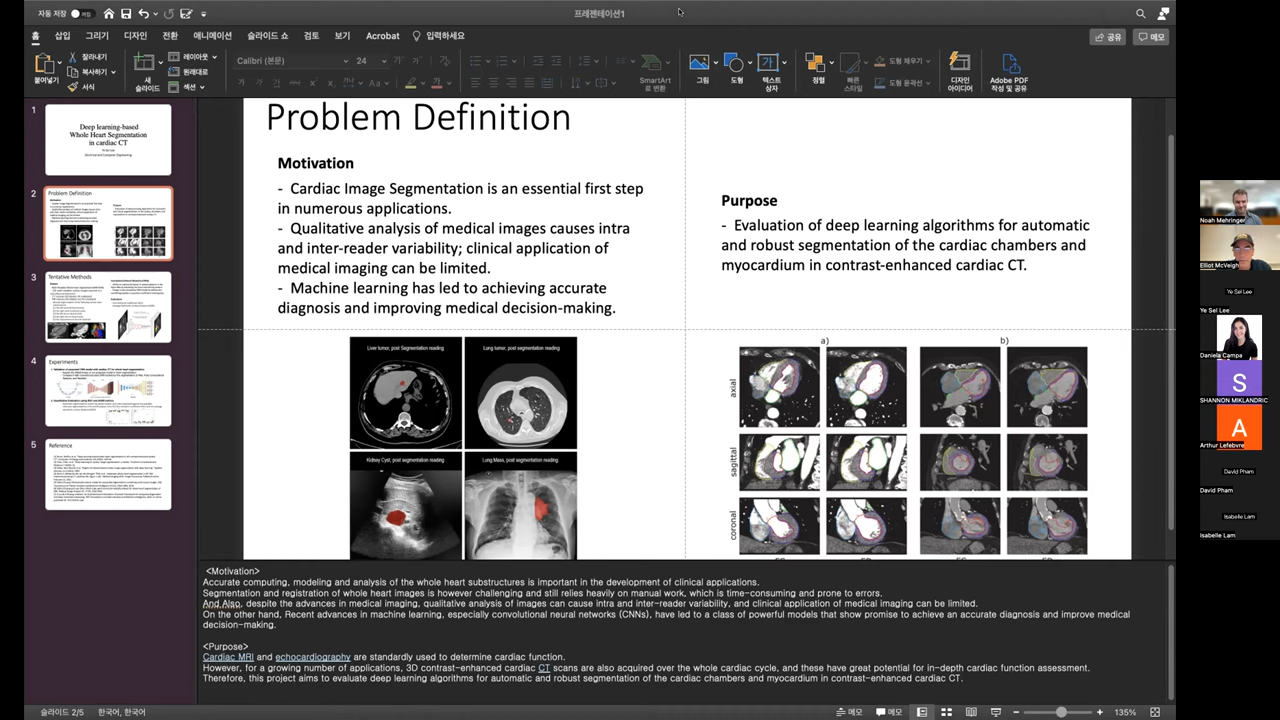 자동 저장
프레젠테이션1
홈 삽입 그리기 디자인 전환 애니메이션 슬라이드 쇼 검토 보기 Acrobat 입력하세요
공유 메모
붙여넣기
잘라내기
복사하기
서식
새 슬라이드
레이아웃
원래대로
섹션
Calibri (본문) 24
SmartArt로 변환
그림
도형
텍스트 상자
정렬
빠른 스타일
도형 채우기
도형 윤곽선
디자인 아이디어
Adobe PDF 작성 및 공유
1
Deep learning-based
Whole Heart Segmentation
in cardiac CT
2
Problem Definition
3
Tentative Methods
4
Experiments
5
Reference
Problem Definition
Motivation
- Cardiac Image Segmentation is an essential first step
in numerous applications.
- Qualitative analysis of medical images causes intra
and inter-reader variability; clinical application of
medical imaging can be limited.
- Machine learning has led to achieving accurate
diagnosis and improving medical decision-making.
Purpose
- Evaluation of deep learning algorithms for automatic
and robust segmentation of the cardiac chambers and
myocardium in contrast-enhanced cardiac CT.
Liver tumor, post Segmentation reading
Lung tumor, post Segmentation reading
Kidney Cyst, post segmentation reading
Lung Mass, post segmentation reading
a) b)
axial
sagittal
coronal
<Motivation>
Accurate computing, modeling and analysis of the whole heart substructures is important in the development of clinical applications.
Segmentation and registration of whole heart images is however challenging and still relies heavily on manual work, which is time-consuming and prone to errors.
And Also, despite the advances in medical imaging, qualitative analysis of images can cause intra and inter-reader variability, and clinical application of medical imaging can be limited.
On the other hand, Recent advances in machine learning, especially convolutional neural networks (CNNs), have led to a class of powerful models that show promise to achieve an accurate diagnosis and improve medical
decision-making.
<Purpose>
Cardiac MRI and echocardiography are standardly used to determine cardiac function.
However, for a growing number of applications, 3D contrast-enhanced cardiac CT scans are also acquired over the whole cardiac cycle, and these have great potential for in-depth cardiac function assessment.
Therefore, this project aims to evaluate deep learning algorithms for automatic and robust segmentation of the cardiac chambers and myocardium in contrast-enhanced cardiac CT.
슬라이드 2/5 한국어, 한국어
메모 메모 135%
Noah Mehringer
Elliot McVeigh
Ye Sel Lee
Ye Sel Lee
Daniela Campa
S
SHANNON MIKLANDRIC
A
Arthur Lefebvre
David Pham
David Pham
Isabelle Lam
Isabelle Lam